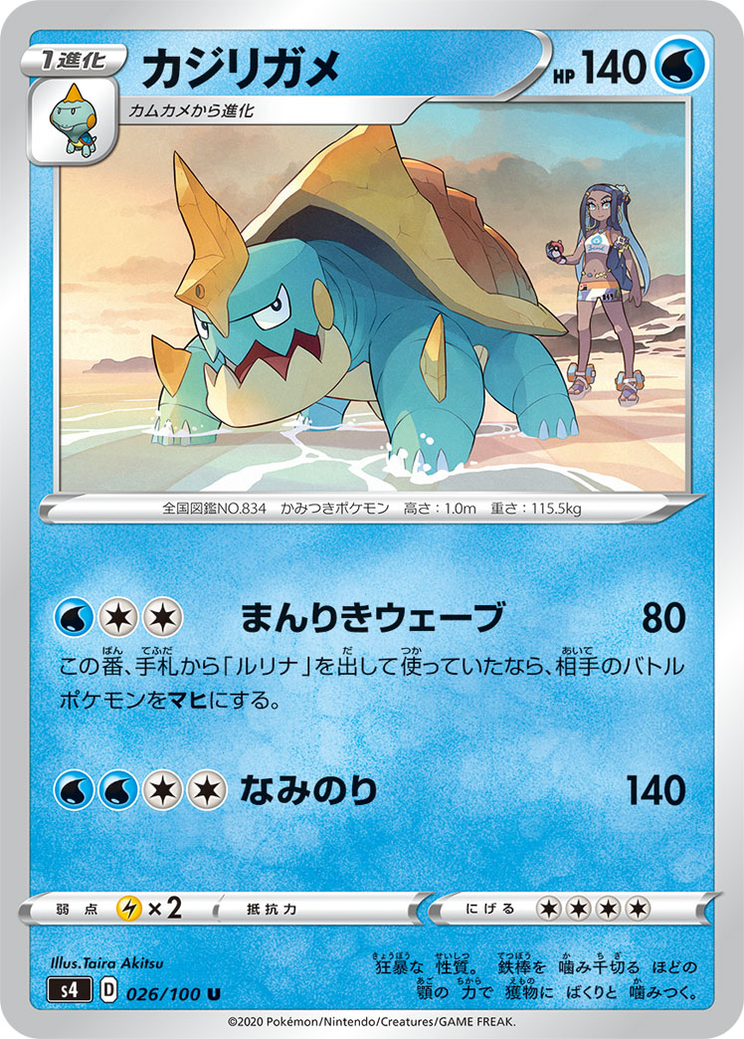 1進化
カジリガメ
HP 140
カムカメから進化
全国図鑑NO.834 かみつきポケモン 高さ:1.0m 重さ:115.5kg
まんりきウェーブ 80
この番、手札から「ルリナ」を出して使っていたなら、相手のバトル
ポケモンをマヒにする。
なみのり 140
弱点 ×2 抵抗力 にげる
Illus.Taira Akitsu
狂暴な 性質。 鉄棒を 噛み千切る ほどの
顎の 力で 獲物に ばくりと 噛みつく。
s4 D 026/100 U
©2020 Pokémon/Nintendo/Creatures/GAME FREAK.